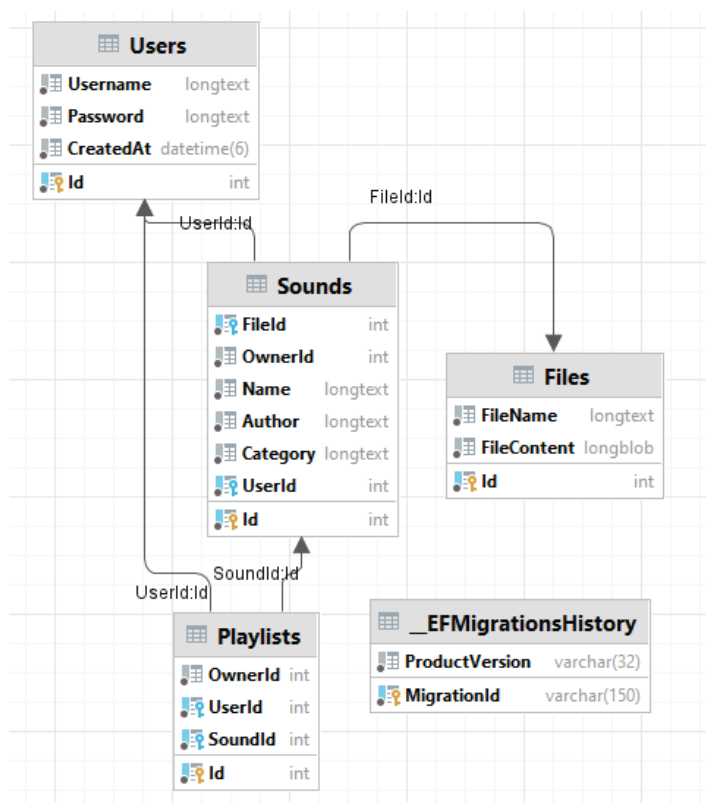 Users
Username longtext
Password longtext
CreatedAt datetime(6)
Id int
UserId:Id
FileId:Id
Sounds
FileId int
OwnerId int
Name longtext
Author longtext
Category longtext
UserId int
Id int
Files
FileName longtext
FileContent longblob
Id int
SoundId:Id
UserId:Id
Playlists
OwnerId int
UserId int
SoundId int
Id int
__EFMigrationsHistory
ProductVersion varchar(32)
MigrationId varchar(150)